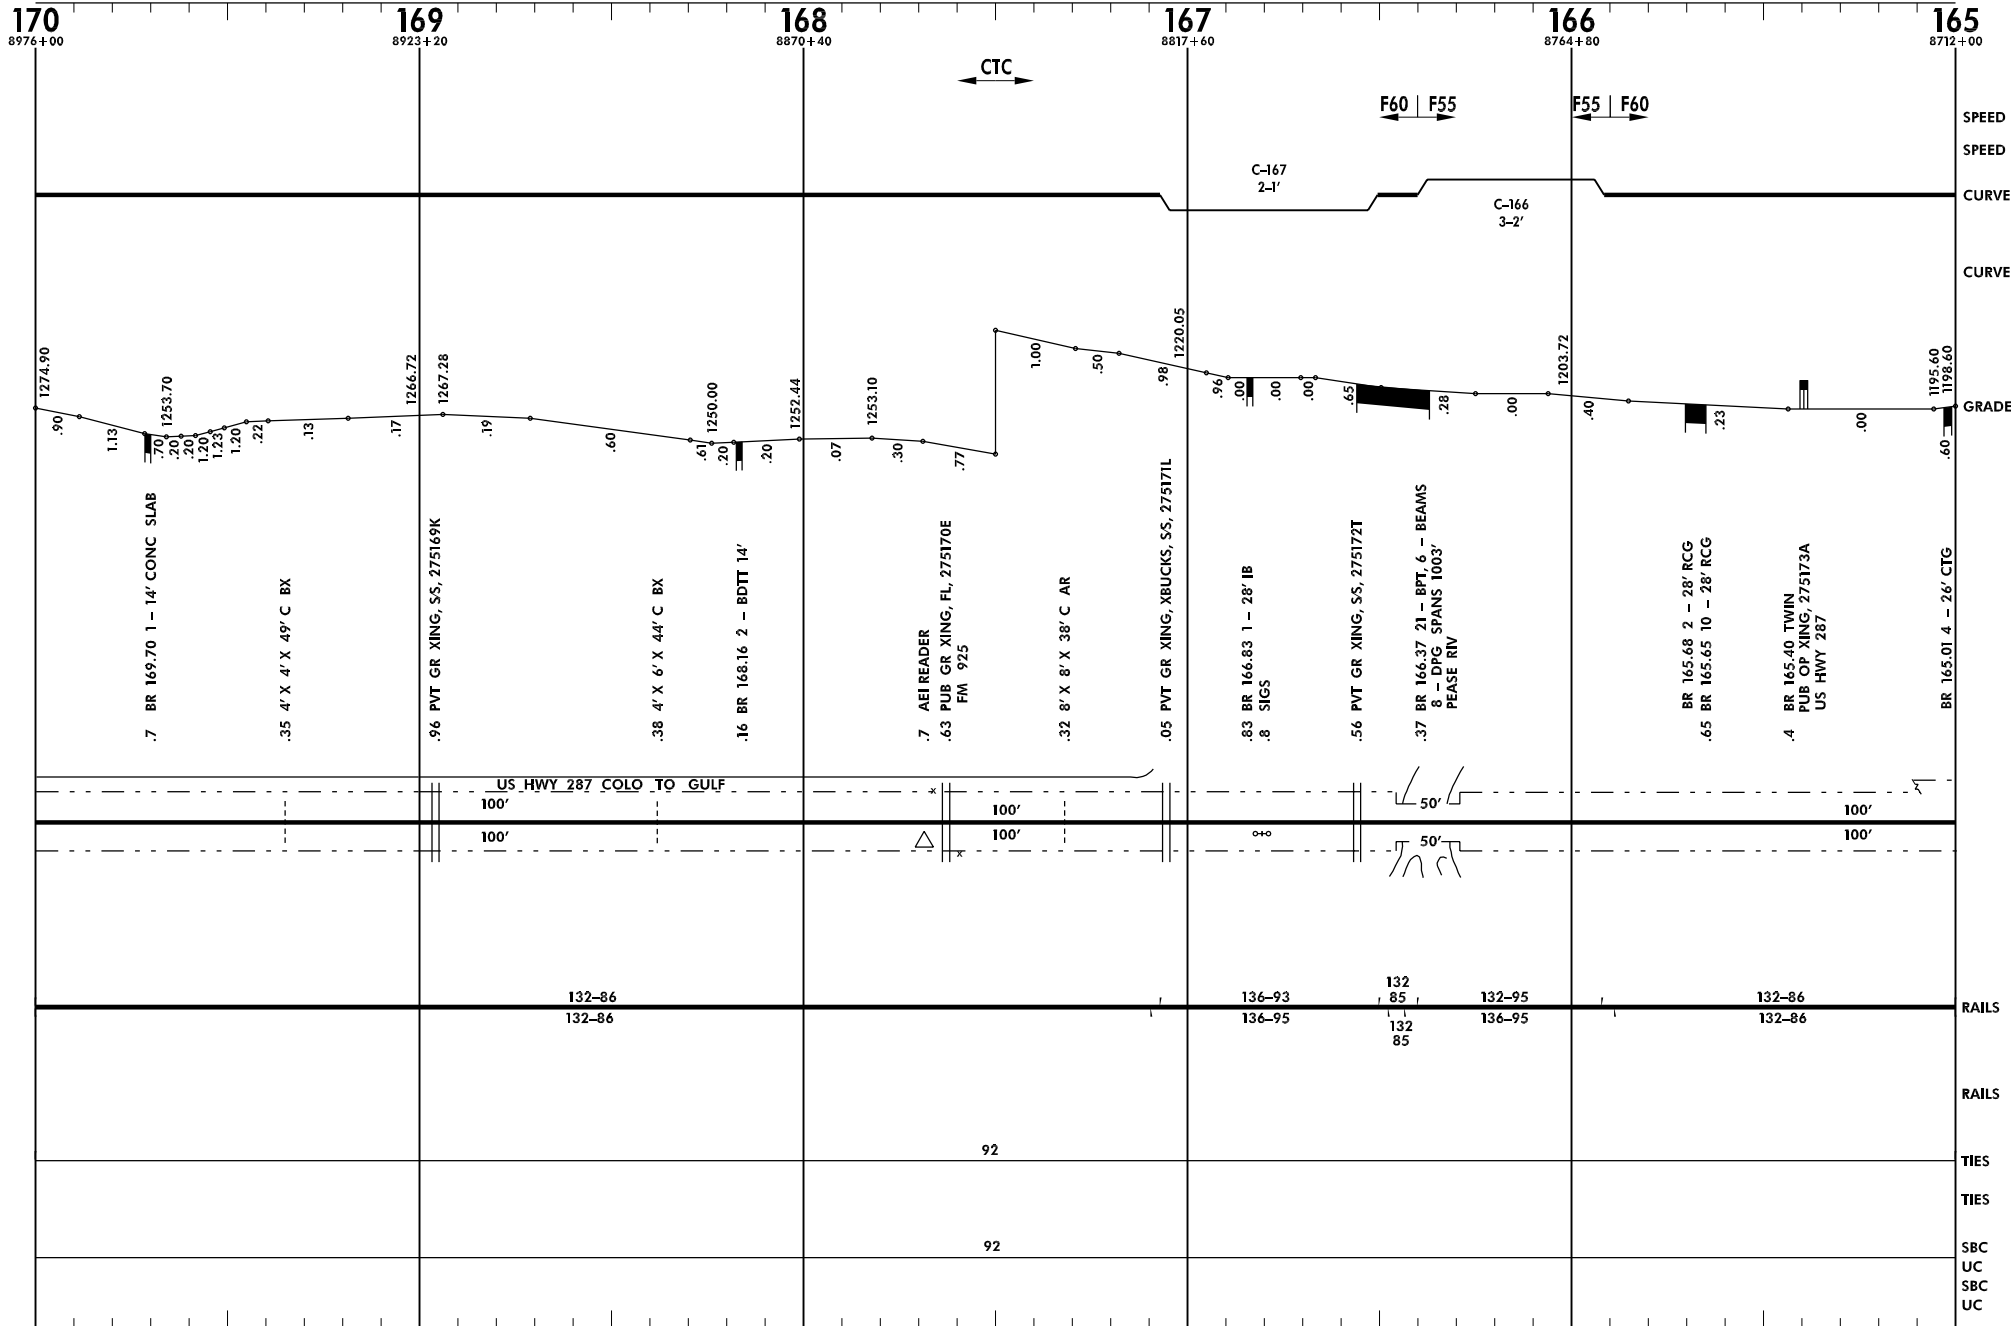 170
169
168
167
166
165
8976+00
8923+20
8870+40
8817+60
8764+80
8712+00
CTC
F60 F55
F55 F60
SPEED
SPEED
C-167
2-1'
C-166
3-2'
CURVE
CURVE
1274.90
1253.70
1266.72
1267.28
1250.00
1252.44
1253.10
1220.05
1203.72
1195.60
1198.60
GRADE
.90
1.13
.70
.20
.20
1.20
1.23
1.20
.22
.13
.17
.19
.60
.61
.20
.20
.07
.30
.77
1.00
.50
.98
.96
.00
.00
.00
.65
.28
.00
.40
.23
.00
.60
.7 BR 169.70 1 - 14' CONC SLAB
.35 4' X 4' X 49' C BX
.96 PVT GR XING, S/S, 275169K
.38 4' X 6' X 44' C BX
.16 BR 168.16 2 - BDTT 14'
.7 AEI READER
.63 PUB GR XING, FL, 275170E
FM 925
.32 8' X 8' X 38' C AR
.05 PVT GR XING, XBUCKS, S/S, 275171L
.83 BR 166.83 1 - 28' IB
.8 SIGS
.56 PVT GR XING, S/S, 275172T
.37 BR 166.37 21 - BPT, 6 - BEAMS
8 - DPG SPANS 1003'
PEASE RIV
BR 165.68 2 - 28' RCG
.65 BR 165.65 10 - 28' RCG
.4 BR 165.40 TWIN
PUB OP XING, 275173A
US HWY 287
BR 165.01 4 - 26' CTG
US HWY 287 COLO TO GULF
100' 100' 50' 100'
100' 100' 50' 100'
132-86 136-93 132 85 132-95 132-86
RAILS
132-86 136-95 132 85 136-95 132-86
RAILS
92
TIES
TIES
92
SBC
UC
SBC
UC